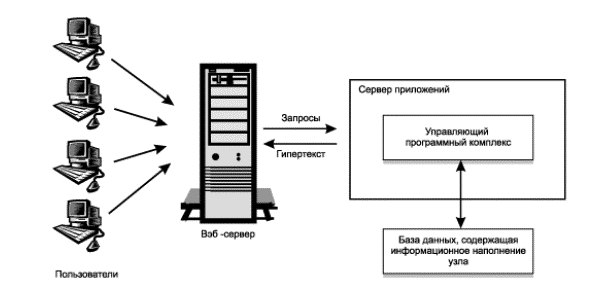 Пользователи
Вэб -сервер
Запросы
Гипертекст
Сервер приложений
Управляющий
программный комплекс
База данных, содержащая
информационное наполнение
узла